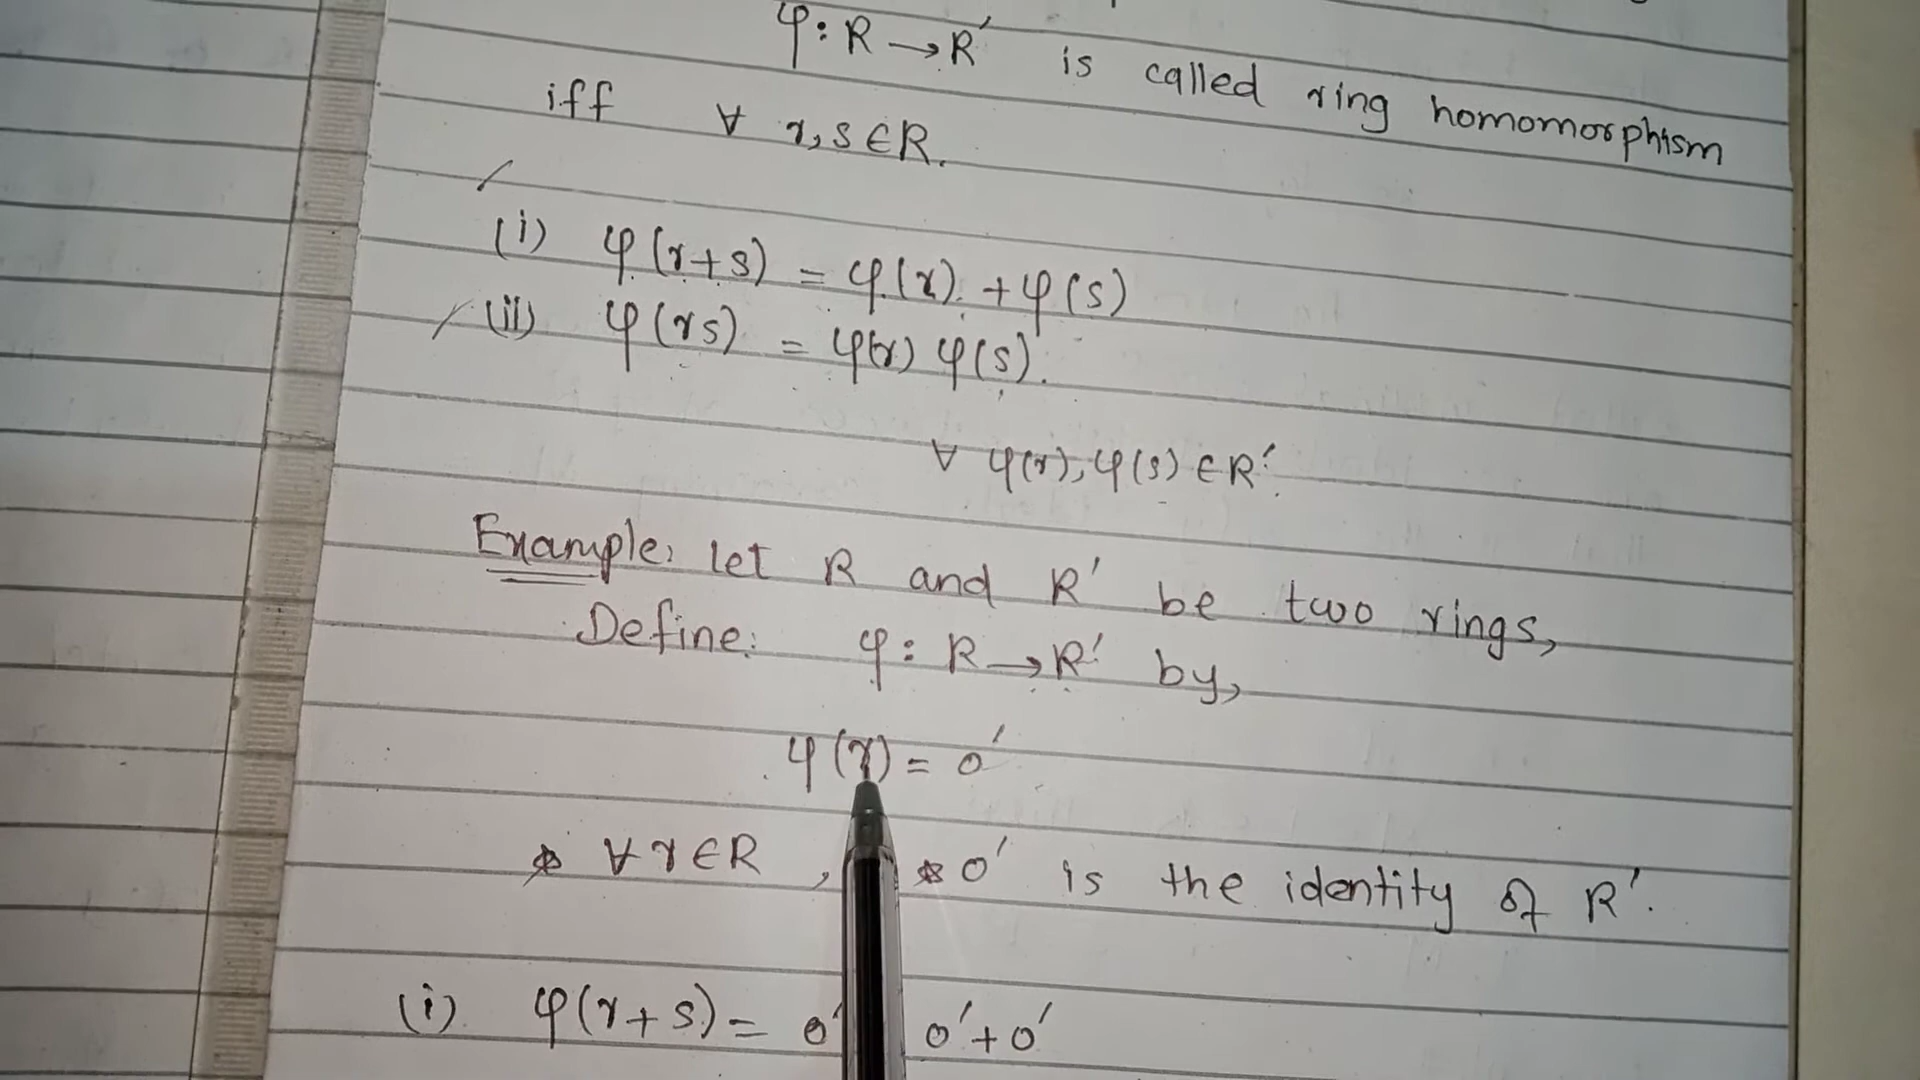 φ: R → R′ is called ring homomorphism
iff ∀ r, s ∈ R.
(i) φ(r+s) = φ(r) + φ(s)
(ii) φ(rs) = φ(r) φ(s).
∀ φ(r), φ(s) ∈ R′.
Example: let R and R′ be two rings,
Define: φ: R → R′ by,
φ(r) = 0′
∀ r ∈ R , 0′ is the identity of R′.
(i) φ(r+s) = 0′ 0′+0′